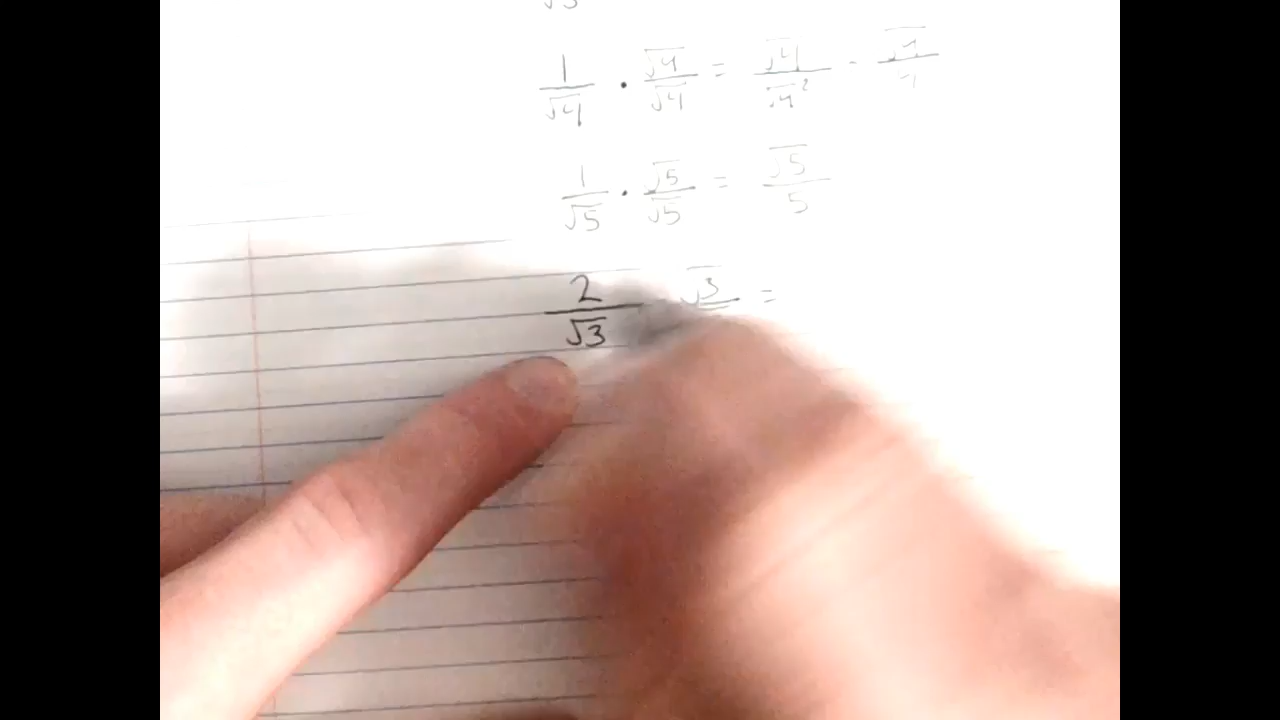 √3
1/√4 · √4/√4 = √4/√4² - √4/4
1/√5 · √5/√5 = √5/5
2/√3 √3 =